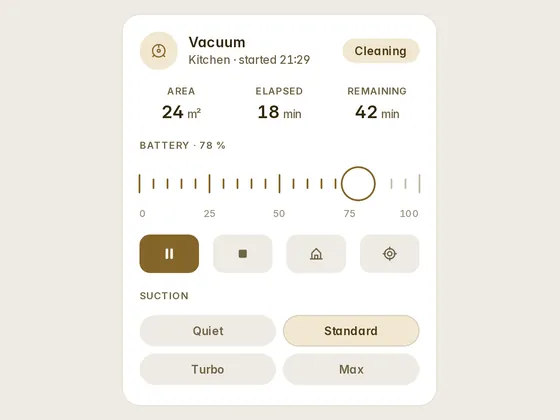 Vacuum
Kitchen · started 21:29
Cleaning
AREA ELAPSED REMAINING
24 m² 18 min 42 min
BATTERY · 78 %
0 25 50 75 100
SUCTION
Quiet Standard
Turbo Max